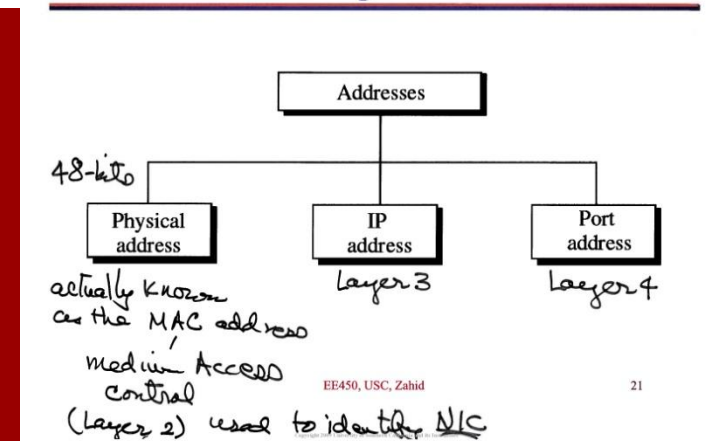 Addresses
48-bits
Physical
address
IP
address
Port
address
actually known
as the MAC address
Layer 3
Layer 4
medium Access
control
EE450, USC, Zahid
21
(Layer 2) used to identify NIC